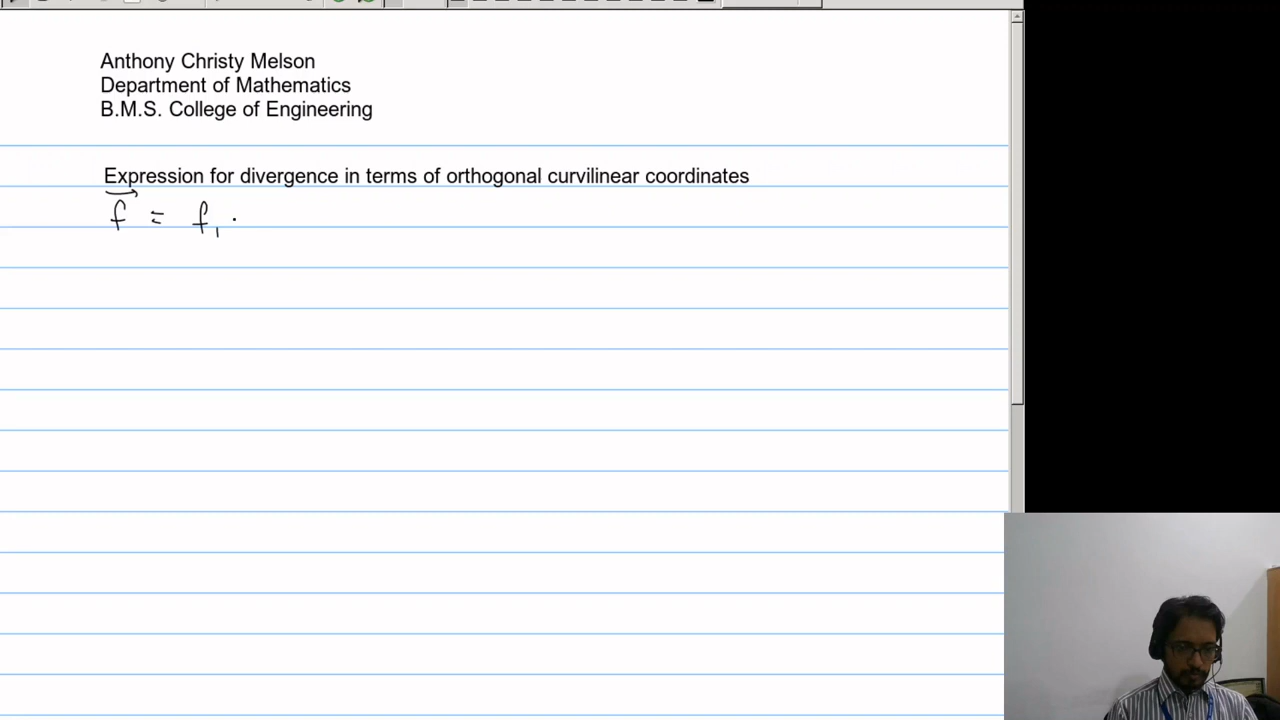 Anthony Christy Melson
Department of Mathematics
B.M.S. College of Engineering
Expression for divergence in terms of orthogonal curvilinear coordinates
f⃗ = f₁